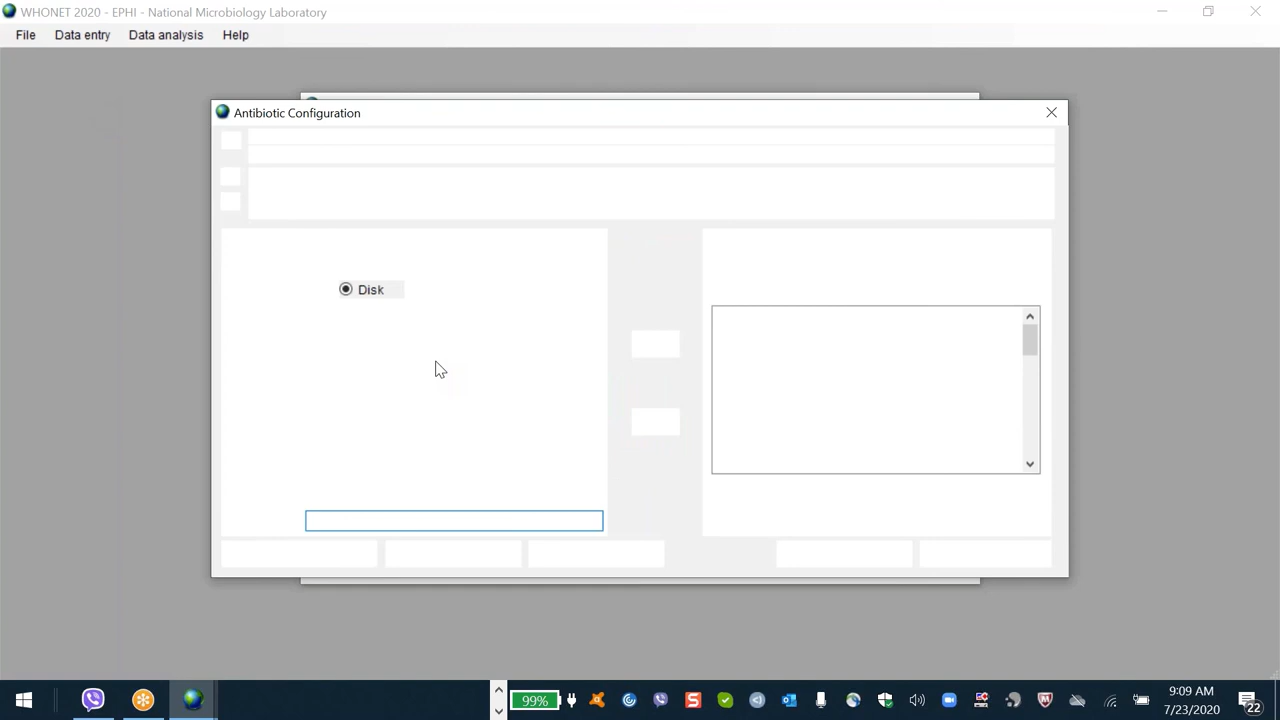 WHONET 2020 - EPHI - National Microbiology Laboratory
File Data entry Data analysis Help
Antibiotic Configuration
Disk
99%
9:09 AM
7/23/2020
22